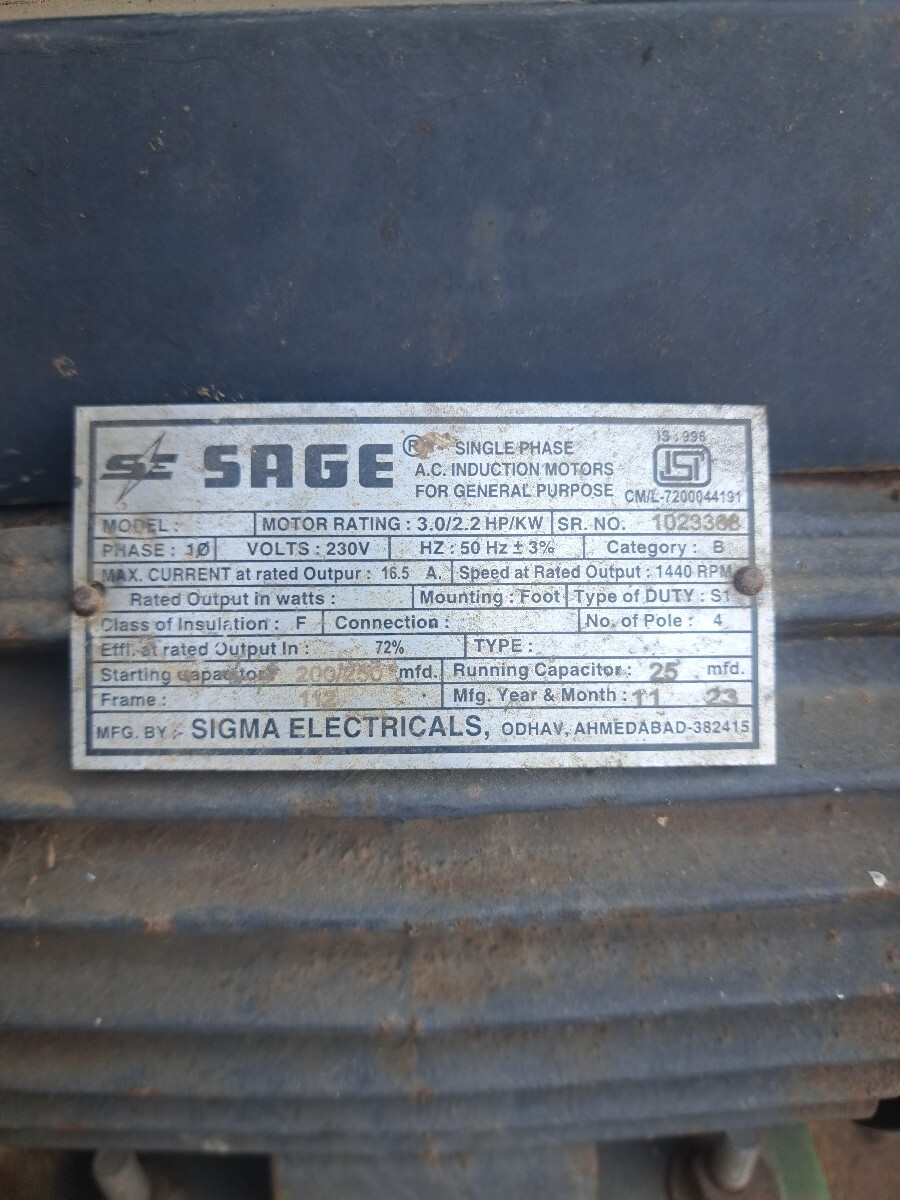 SE SAGE ® SINGLE PHASE
A.C. INDUCTION MOTORS
FOR GENERAL PURPOSE
IS : 996
ISI
CM/L-7200044191
MODEL : MOTOR RATING : 3.0/2.2 HP/KW SR. NO. 1023368
PHASE : 1Ø VOLTS : 230V HZ : 50 Hz ± 3% Category : B
MAX. CURRENT at rated Outpur : 16.5 A. Speed at Rated Output : 1440 RPM
Rated Output in watts : Mounting : Foot Type of DUTY : S1
Class of Insulation : F Connection : No. of Pole : 4
Effi. at rated Output In : 72% TYPE :
Starting Capacitor 200/250 mfd. Running Capacitor : 25 mfd.
Frame : 112 Mfg. Year & Month : 11 23
MFG. BY :- SIGMA ELECTRICALS, ODHAV, AHMEDABAD-382415